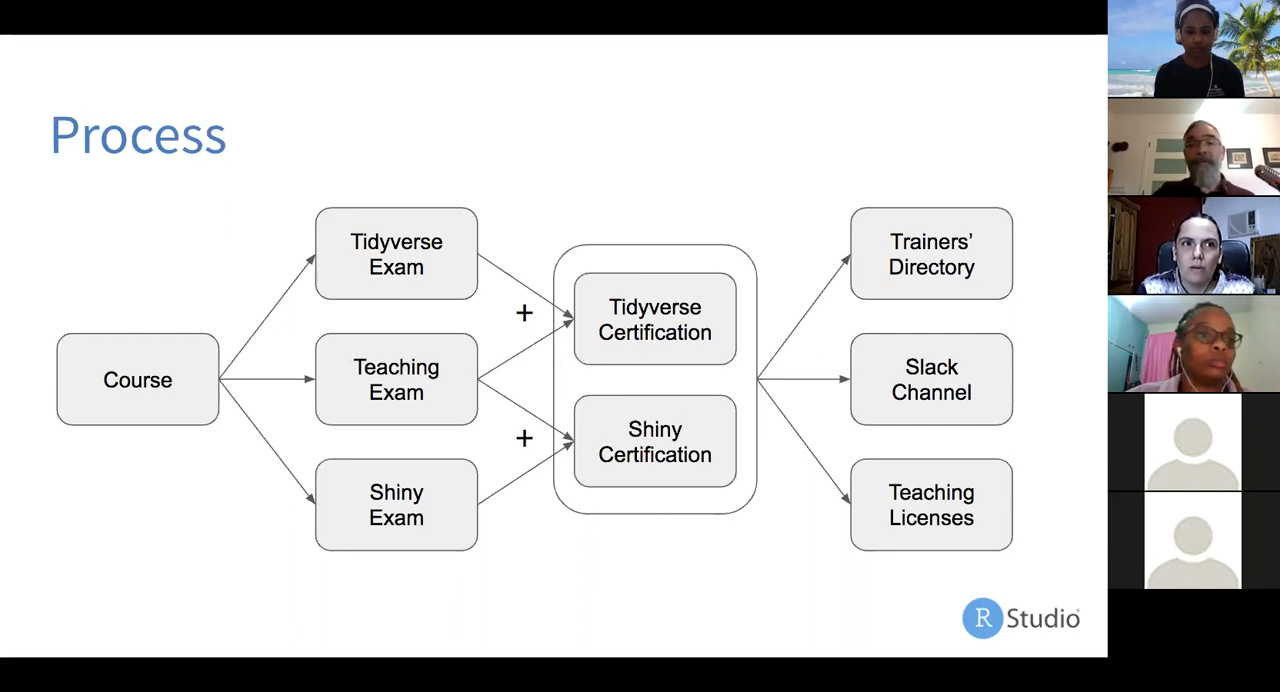 Process
Course
Tidyverse
Exam
Teaching
Exam
Shiny
Exam
+
+
Tidyverse
Certification
Shiny
Certification
Trainers’
Directory
Slack
Channel
Teaching
Licenses
R Studio